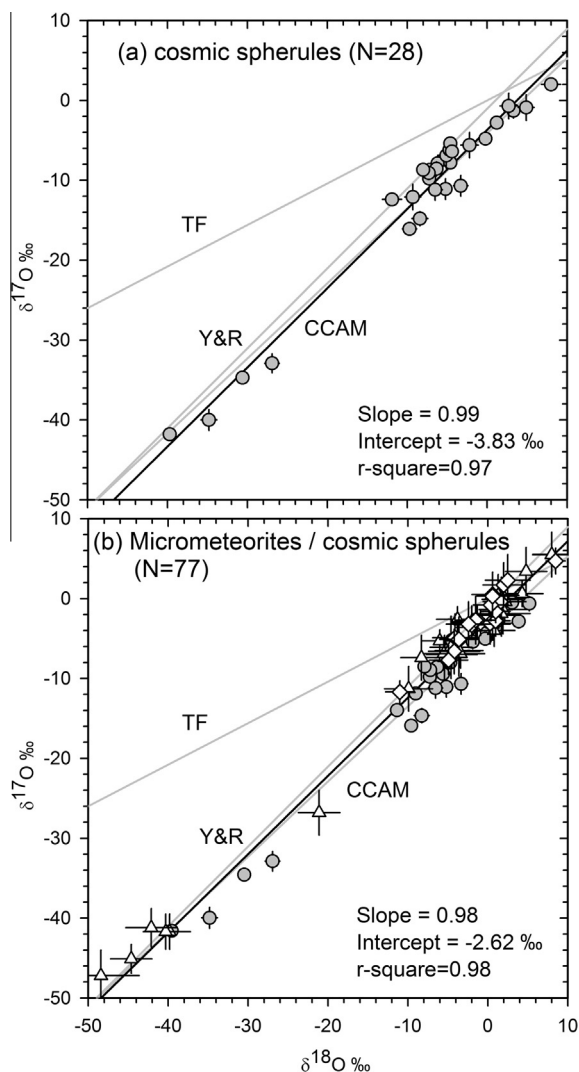 10
(a) cosmic spherules (N=28)
0
-10
TF
-20
δ¹⁷O ‰
Y&R
CCAM
-30
-40
Slope = 0.99
Intercept = -3.83 ‰
r-square=0.97
-50
10
(b) Micrometeorites / cosmic spherules
(N=77)
0
-10
TF
-20
δ¹⁷O ‰
CCAM
Y&R
-30
-40
Slope = 0.98
Intercept = -2.62 ‰
r-square=0.98
-50
-50 -40 -30 -20 -10 0 10
δ¹⁸O ‰